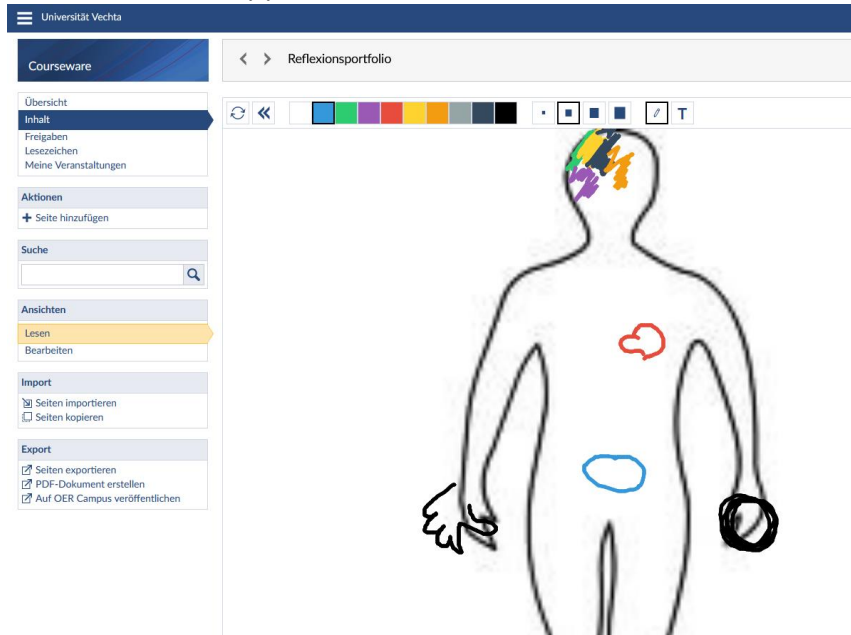 Universität Vechta
Courseware
Reflexionsportfolio
Übersicht
Inhalt
Freigaben
Lesezeichen
Meine Veranstaltungen
Aktionen
Seite hinzufügen
Suche
Ansichten
Lesen
Bearbeiten
Import
Seiten importieren
Seiten kopieren
Export
Seiten exportieren
PDF-Dokument erstellen
Auf OER Campus veröffentlichen
T